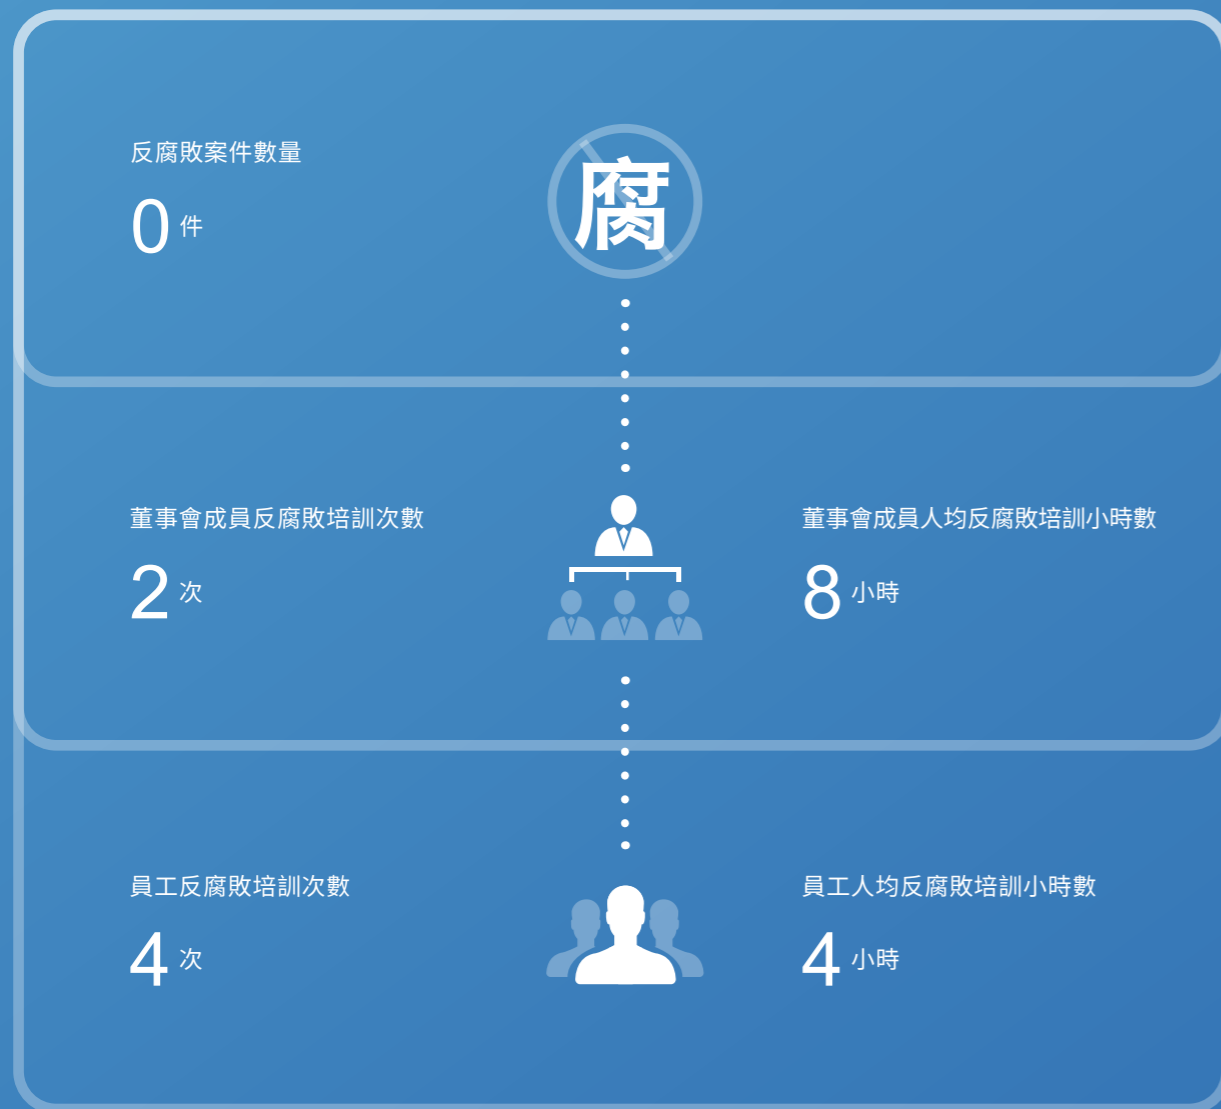 反腐敗案件數量
0 件
腐
董事會成員反腐敗培訓次數
2 次
董事會成員人均反腐敗培訓小時數
8 小時
員工反腐敗培訓次數
4 次
員工人均反腐敗培訓小時數
4 小時